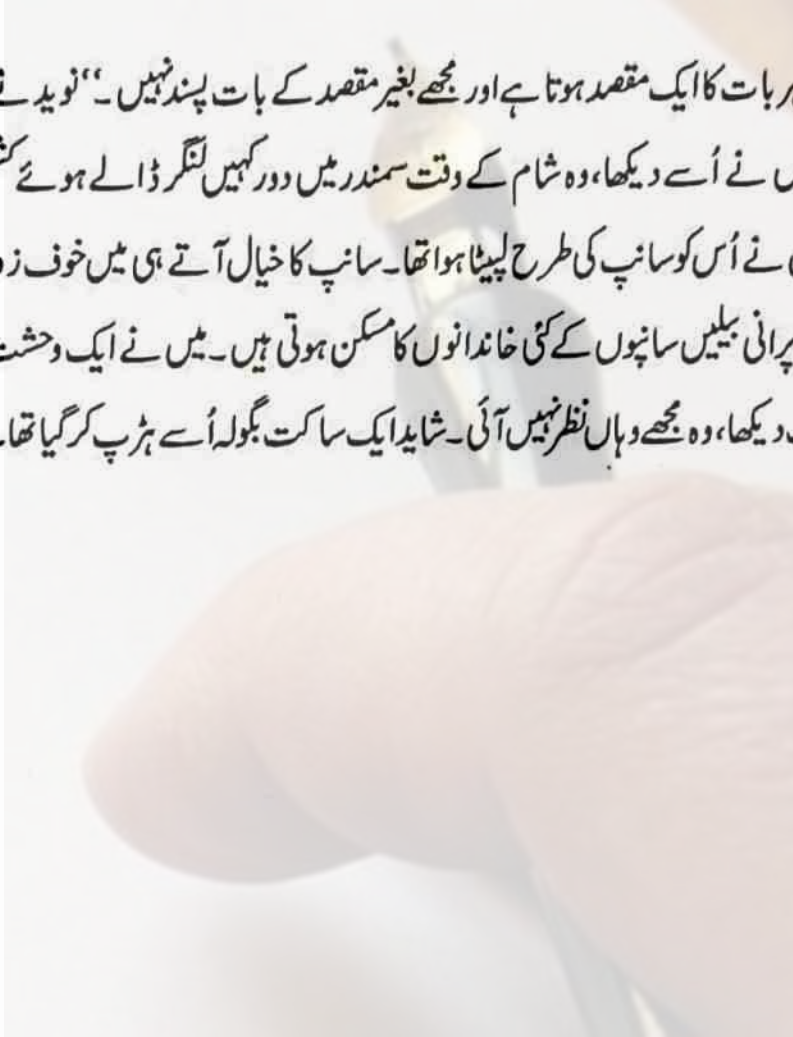 ہر بات کا ایک مقصد ہوتا ہے اور مجھے بغیر مقصد کے بات پسند نہیں۔‘‘ نوید نے
نے اُسے دیکھا، وہ شام کے وقت سمندر میں دور کہیں لنگر ڈالے ہوئے
نے اُس کو سانپ کی طرح لپیٹا ہوا تھا۔ سانپ کا خیال آتے ہی میں خوف
پرانی بیلیں سانپوں کے کئی خاندانوں کا مسکن ہوتی ہیں۔ میں نے ایک وحشت
دیکھا، وہ مجھے وہاں نظر نہیں آئی۔ شاید ایک ساکت بگولہ اُسے ہڑپ کر گیا تھا۔